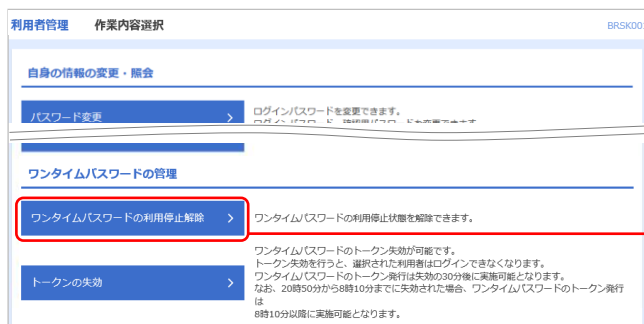 利用者管理 作業内容選択 BRSK00
自身の情報の変更・照会
パスワード変更 ログインパスワードを変更できます。
ワンタイムパスワードの管理
ワンタイムパスワードの利用停止解除 ワンタイムパスワードの利用停止状態を解除できます。
ワンタイムパスワードのトークン失効が可能です。
トークン失効を行うと、選択された利用者はログインできなくなります。
トークンの失効 ワンタイムパスワードのトークン発行は失効の30分後に実施可能となります。
なお、20時50分から8時10分までに失効された場合、ワンタイムパスワードのトークン発行
は
8時10分以降に実施可能となります。